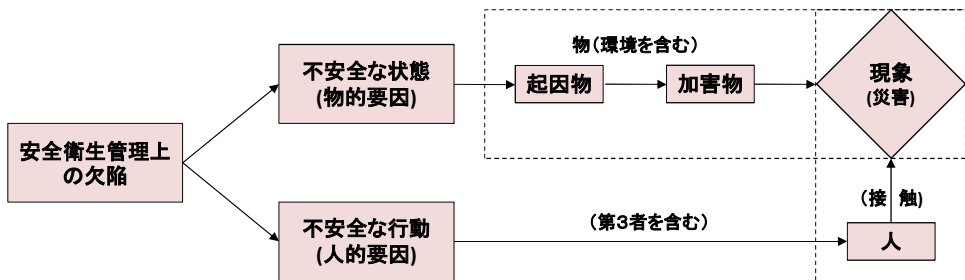 安全衛生管理上
の欠陥
不安全な状態
(物的要因)
物(環境を含む)
起因物
加害物
現象
(災害)
不安全な行動
(人的要因)
(第3者を含む)
(接 触)
人